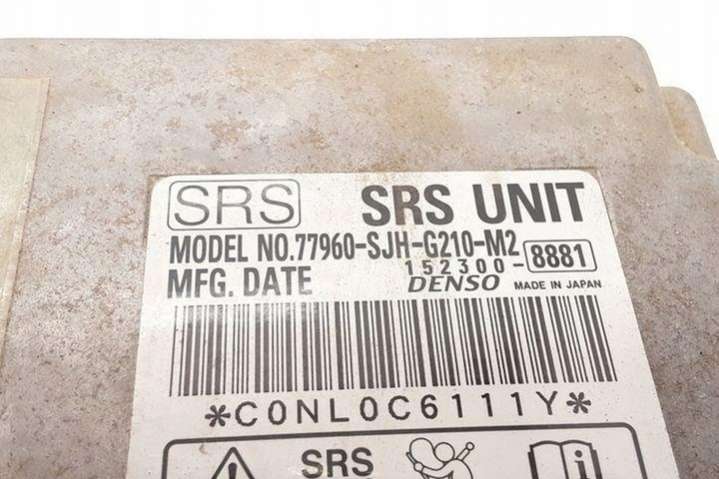 SRS SRS UNIT
MODEL NO.77960-SJH-G210-M2
152300-8881
MFG. DATE DENSO MADE IN JAPAN
*C0NL0C6111Y*
SRS